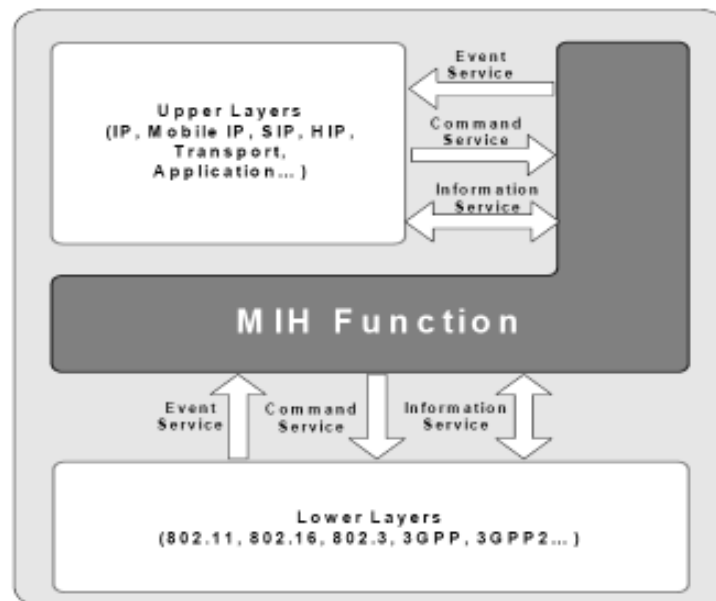 Upper Layers
(IP, Mobile IP, SIP, HIP,
Transport,
Application... )
Event
Service
Command
Service
Information
Service
MIH Function
Event
Service
Command
Service
Information
Service
Lower Layers
(802.11, 802.16, 802.3, 3GPP, 3GPP2... )